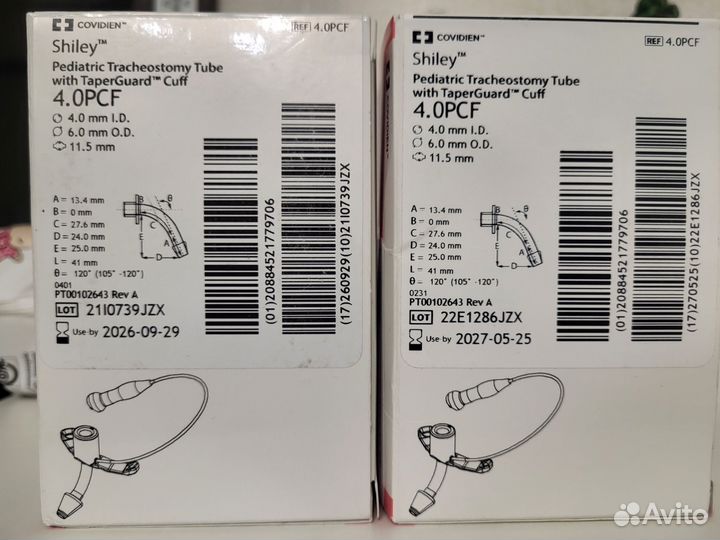 COVIDIEN™
REF 4.0PCF
Shiley™
Pediatric Tracheostomy Tube
with TaperGuard™ Cuff
4.0PCF
4.0 mm I.D.
6.0 mm O.D.
11.5 mm
A = 13.4 mm
B = 0 mm
C = 27.6 mm
D = 24.0 mm
E = 25.0 mm
L = 41 mm
θ = 120° (105° -120°)
B
θ
C
E
A
D
0401
PT00102643 Rev A
LOT 21I0739JZX
Use by 2026-09-29
(01)20884521779706
(17)260929(10)21I0739JZX
COVIDIEN™
REF 4.0PCF
Shiley™
Pediatric Tracheostomy Tube
with TaperGuard™ Cuff
4.0PCF
4.0 mm I.D.
6.0 mm O.D.
11.5 mm
A = 13.4 mm
B = 0 mm
C = 27.6 mm
D = 24.0 mm
E = 25.0 mm
L = 41 mm
θ = 120° (105° -120°)
B
θ
C
E
A
D
0231
PT00102643 Rev A
LOT 22E1286JZX
Use by 2027-05-25
(01)20884521779706
(17)270525(10)22E1286JZX
Avito